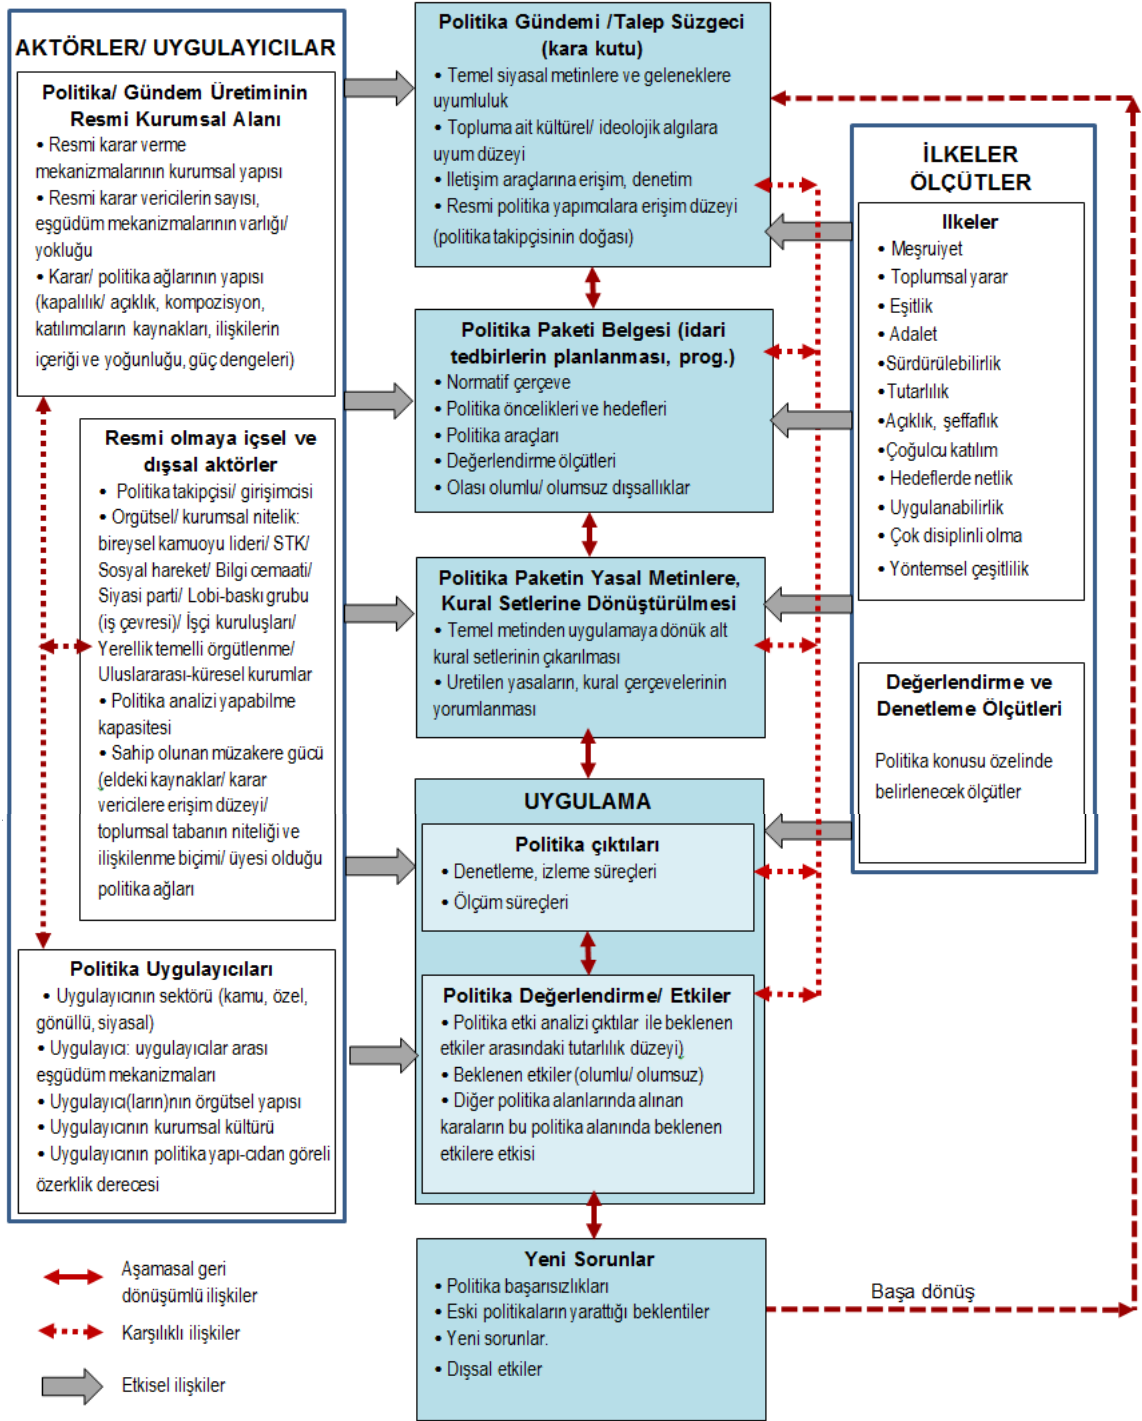 AKTÖRLER/ UYGULAYICILAR
Politika/ Gündem Üretiminin
Resmi Kurumsal Alanı
• Resmi karar verme
mekanizmalarının kurumsal yapısı
• Resmi karar vericilerin sayısı,
eşgüdüm mekanizmalarının varlığı/
yokluğu
• Karar/ politika ağlarının yapısı
(kapalılık/ açıklık, kompozisyon,
katılımcıların kaynakları, ilişkilerin
içeriği ve yoğunluğu, güç dengeleri)
Resmi olmaya içsel ve
dışsal aktörler
• Politika takipçisi/ girişimcisi
• Orgütsel/ kurumsal nitelik:
bireysel kamuoyu lideri/ STK/
Sosyal hareket/ Bilgi cemaati/
Siyasi parti/ Lobi-baskı grubu
(iş çevresi)/ İşçi kuruluşları/
Yerellik temelli örgütlenme/
Uluslararası-küresel kurumlar
• Politika analizi yapabilme
kapasitesi
• Sahip olunan müzakere gücü
(eldeki kaynaklar/ karar
vericilere erişim düzeyi/
toplumsal tabanın niteliği ve
ilişkilenme biçimi/ üyesi olduğu
politika ağları
Politika Uygulayıcıları
• Uygulayıcının sektörü (kamu, özel,
gönüllü, siyasal)
• Uygulayıcı: uygulayıcılar arası
eşgüdüm mekanizmaları
• Uygulayıcı(ların)nın örgütsel yapısı
• Uygulayıcının kurumsal kültürü
• Uygulayıcının politika yapı-cıdan göreli
özerklik derecesi
Politika Gündemi /Talep Süzgeci
(kara kutu)
• Temel siyasal metinlere ve geleneklere
uyumluluk
• Topluma ait kültürel/ ideolojik algılara
uyum düzeyi
• Iletişim araçlarına erişim, denetim
• Resmi politika yapımcılara erişim düzeyi
(politika takipçisinin doğası)
Politika Paketi Belgesi (idari
tedbirlerin planlanması, prog.)
• Normatif çerçeve
• Politika öncelikleri ve hedefleri
• Politika araçları
• Değerlendirme ölçütleri
• Olası olumlu/ olumsuz dışsallıklar
Politika Paketin Yasal Metinlere,
Kural Setlerine Dönüştürülmesi
• Temel metinden uygulamaya dönük alt
kural setlerinin çıkarılması
• Uretilen yasaların, kural çerçevelerinin
yorumlanması
UYGULAMA
Politika çıktıları
• Denetleme, izleme süreçleri
• Ölçüm süreçleri
Politika Değerlendirme/ Etkiler
• Politika etki analizi çıktılar ile beklenen
etkiler arasındaki tutarlılık düzeyi)
• Beklenen etkiler (olumlu/ olumsuz)
• Diğer politika alanlarında alınan
karaların bu politika alanında beklenen
etkilere etkisi
Yeni Sorunlar
• Politika başarısızlıkları
• Eski politikaların yarattığı beklentiler
• Yeni sorunlar.
• Dışsal etkiler
İLKELER
ÖLÇÜTLER
Ilkeler
• Meşruiyet
• Toplumsal yarar
• Eşitlik
• Adalet
•Sürdürülebilirlik
• Tutarlılık
• Açıklık, şeffaflık
•Çoğulcu katılım
• Hedeflerde netlik
• Uygulanabilirlik
• Çok disiplinli olma
• Yöntemsel çeşitlilik
Değerlendirme ve
Denetleme Ölçütleri
Politika konusu özelinde
belirlenecek ölçütler
Başa dönüş
Aşamasal geri
dönüşümlü ilişkiler
Karşılıklı ilişkiler
Etkisel ilişkiler